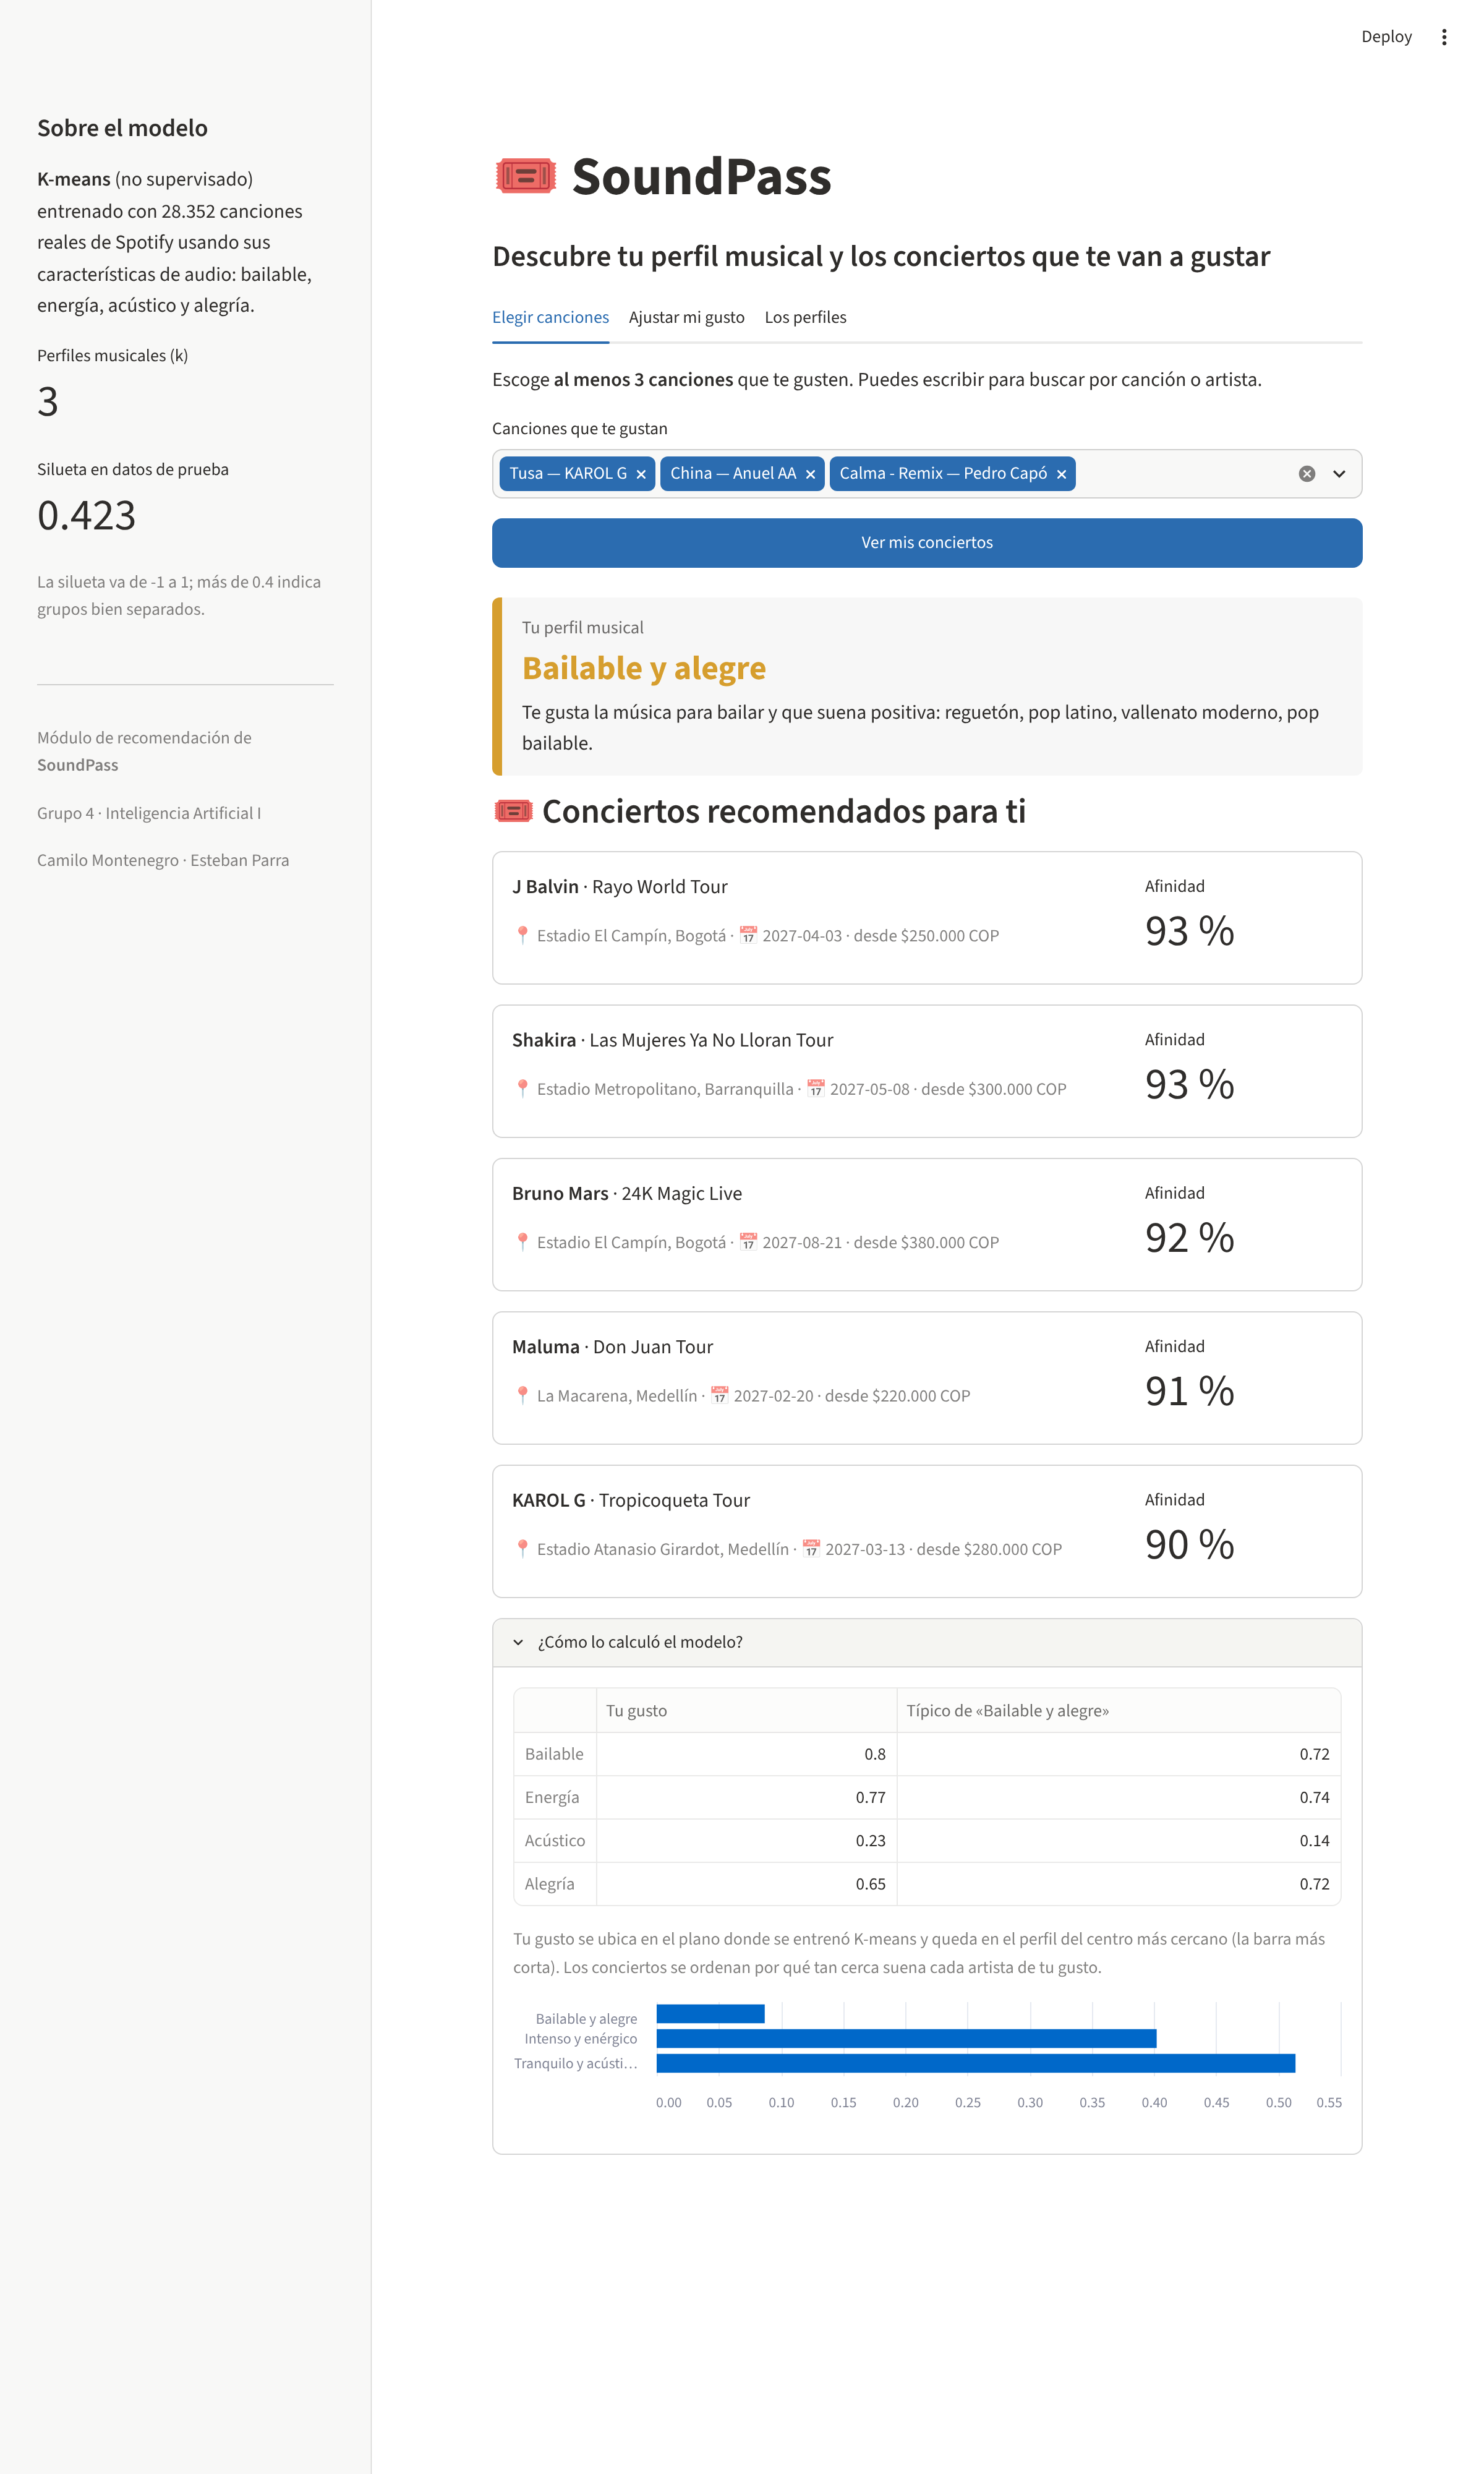 Deploy
Sobre el modelo
K-means (no supervisado)
entrenado con 28.352 canciones
reales de Spotify usando sus
características de audio: bailable,
energía, acústico y alegría.
Perfiles musicales (k)
3
Silueta en datos de prueba
0.423
La silueta va de -1 a 1; más de 0.4 indica
grupos bien separados.
Módulo de recomendación de
SoundPass
Grupo 4 · Inteligencia Artificial I
Camilo Montenegro · Esteban Parra
SoundPass
Descubre tu perfil musical y los conciertos que te van a gustar
Elegir canciones Ajustar mi gusto Los perfiles
Escoge al menos 3 canciones que te gusten. Puedes escribir para buscar por canción o artista.
Canciones que te gustan
Tusa — KAROL G China — Anuel AA Calma - Remix — Pedro Capó
Ver mis conciertos
Tu perfil musical
Bailable y alegre
Te gusta la música para bailar y que suena positiva: reguetón, pop latino, vallenato moderno, pop
bailable.
Conciertos recomendados para ti
J Balvin · Rayo World Tour
Estadio El Campín, Bogotá · 2027-04-03 · desde $250.000 COP
Afinidad
93 %
Shakira · Las Mujeres Ya No Lloran Tour
Estadio Metropolitano, Barranquilla · 2027-05-08 · desde $300.000 COP
Afinidad
93 %
Bruno Mars · 24K Magic Live
Estadio El Campín, Bogotá · 2027-08-21 · desde $380.000 COP
Afinidad
92 %
Maluma · Don Juan Tour
La Macarena, Medellín · 2027-02-20 · desde $220.000 COP
Afinidad
91 %
KAROL G · Tropicoqueta Tour
Estadio Atanasio Girardot, Medellín · 2027-03-13 · desde $280.000 COP
Afinidad
90 %
¿Cómo lo calculó el modelo?
Tu gusto Típico de «Bailable y alegre»
Bailable 0.8 0.72
Energía 0.77 0.74
Acústico 0.23 0.14
Alegría 0.65 0.72
Tu gusto se ubica en el plano donde se entrenó K-means y queda en el perfil del centro más cercano (la barra más
corta). Los conciertos se ordenan por qué tan cerca suena cada artista de tu gusto.
Bailable y alegre
Intenso y enérgico
Tranquilo y acústi…
0.00 0.05 0.10 0.15 0.20 0.25 0.30 0.35 0.40 0.45 0.50 0.55